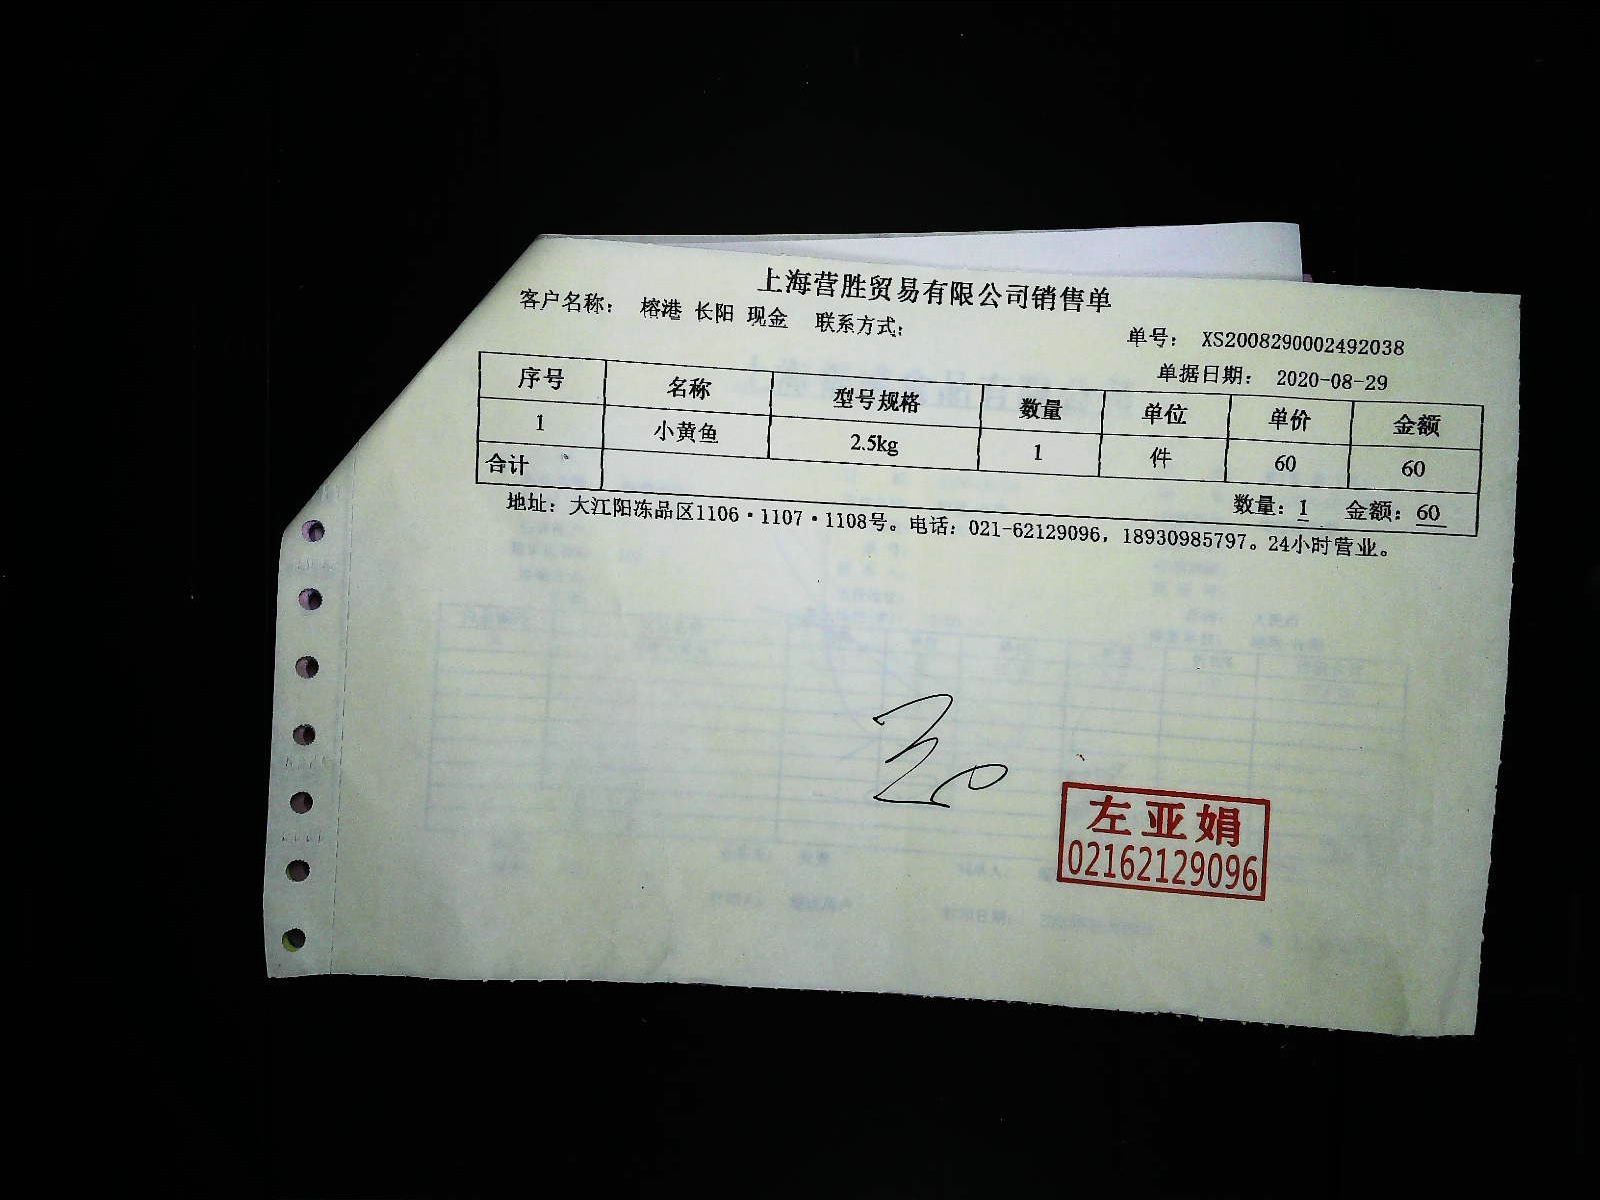 上海营胜贸易有限公司销售单
客户名称： 榕港 长阳 现金 联系方式： 单号： XS2008290002492038
单据日期： 2020-08-29
序号 名称 型号规格 数量 单位 单价 金额
1 小黄鱼 2.5kg 1 件 60 60
合计 数量：1 金额：60
地址：大江阳冻品区1106·1107·1108号。电话：021-62129096，18930985797。24小时营业。
左亚娟
02162129096